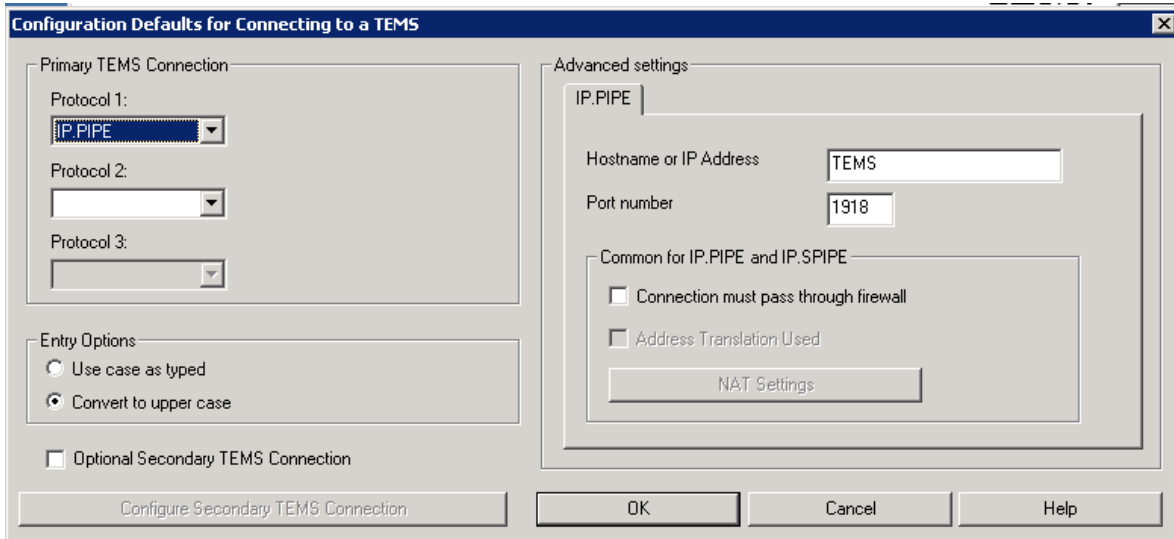 Configuration Defaults for Connecting to a TEMS
Primary TEMS Connection
Protocol 1:
IP.PIPE
Protocol 2:
Protocol 3:
Entry Options
Use case as typed
Convert to upper case
Optional Secondary TEMS Connection
Configure Secondary TEMS Connection
Advanced settings
IP.PIPE
Hostname or IP Address
TEMS
Port number
1918
Common for IP.PIPE and IP.SPIPE
Connection must pass through firewall
Address Translation Used
NAT Settings
OK
Cancel
Help